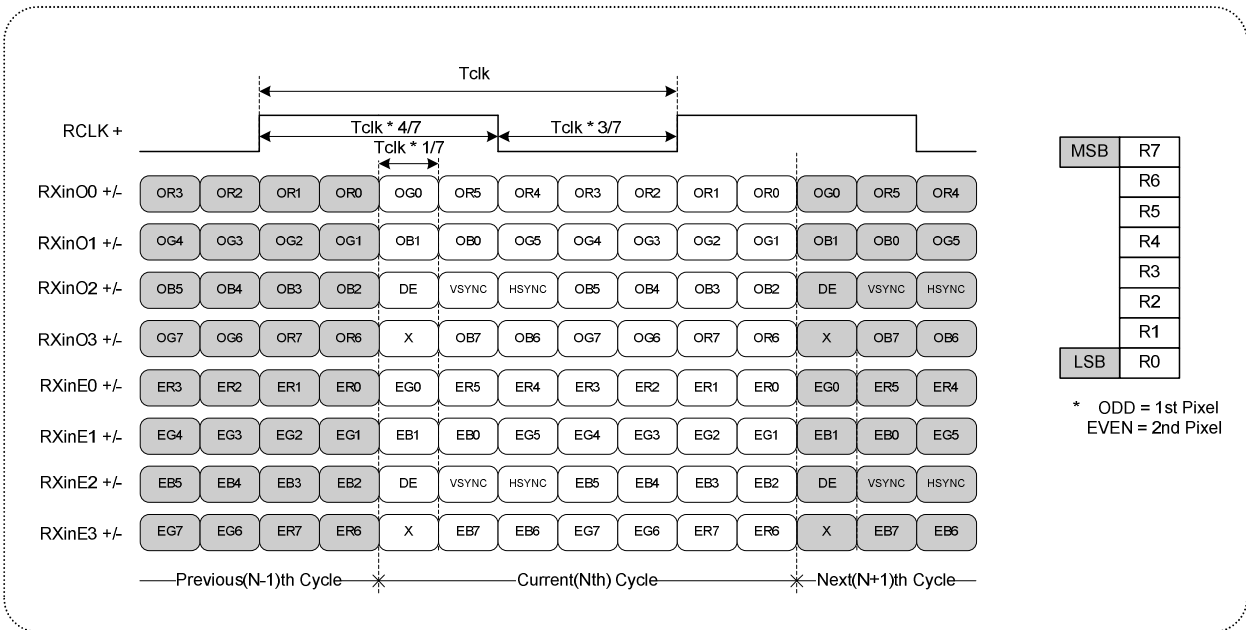 Tclk
RCLK +
Tclk * 4/7
Tclk * 3/7
Tclk * 1/7
RXinO0 +/- OR3 OR2 OR1 OR0 OG0 OR5 OR4 OR3 OR2 OR1 OR0 OG0 OR5 OR4
RXinO1 +/- OG4 OG3 OG2 OG1 OB1 OB0 OG5 OG4 OG3 OG2 OG1 OB1 OB0 OG5
RXinO2 +/- OB5 OB4 OB3 OB2 DE VSYNC HSYNC OB5 OB4 OB3 OB2 DE VSYNC HSYNC
RXinO3 +/- OG7 OG6 OR7 OR6 X OB7 OB6 OG7 OG6 OR7 OR6 X OB7 OB6
RXinE0 +/- ER3 ER2 ER1 ER0 EG0 ER5 ER4 ER3 ER2 ER1 ER0 EG0 ER5 ER4
RXinE1 +/- EG4 EG3 EG2 EG1 EB1 EB0 EG5 EG4 EG3 EG2 EG1 EB1 EB0 EG5
RXinE2 +/- EB5 EB4 EB3 EB2 DE VSYNC HSYNC EB5 EB4 EB3 EB2 DE VSYNC HSYNC
RXinE3 +/- EG7 EG6 ER7 ER6 X EB7 EB6 EG7 EG6 ER7 ER6 X EB7 EB6
Previous(N-1)th Cycle Current(Nth) Cycle Next(N+1)th Cycle
MSB R7
R6
R5
R4
R3
R2
R1
LSB R0
* ODD = 1st Pixel
EVEN = 2nd Pixel